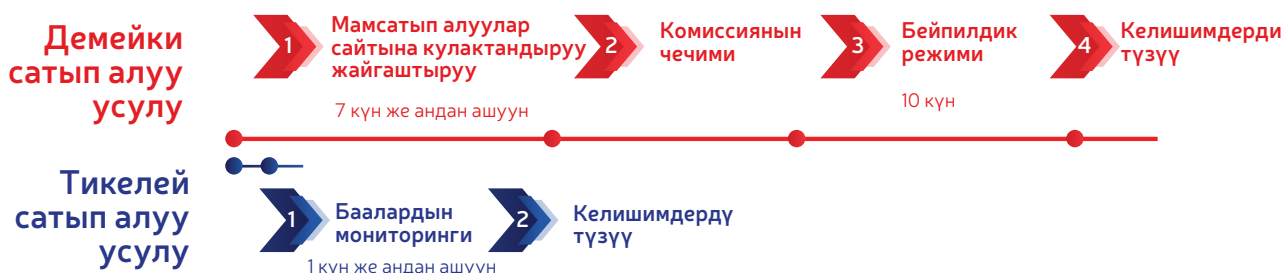 Демейки
сатып алуу
усулу
1
Мамсатып алуулар
сайтына кулактандыруу
жайгаштыруу
7 күн же андан ашуун
2
Комиссиянын
чечими
3
Бейпилдик
режими
10 күн
4
Келишимдерди
түзүү
Тикелей
сатып алуу
усулу
1
Баалардын
мониторинги
1 күн же андан ашуун
2
Келишимдердү
түзүү